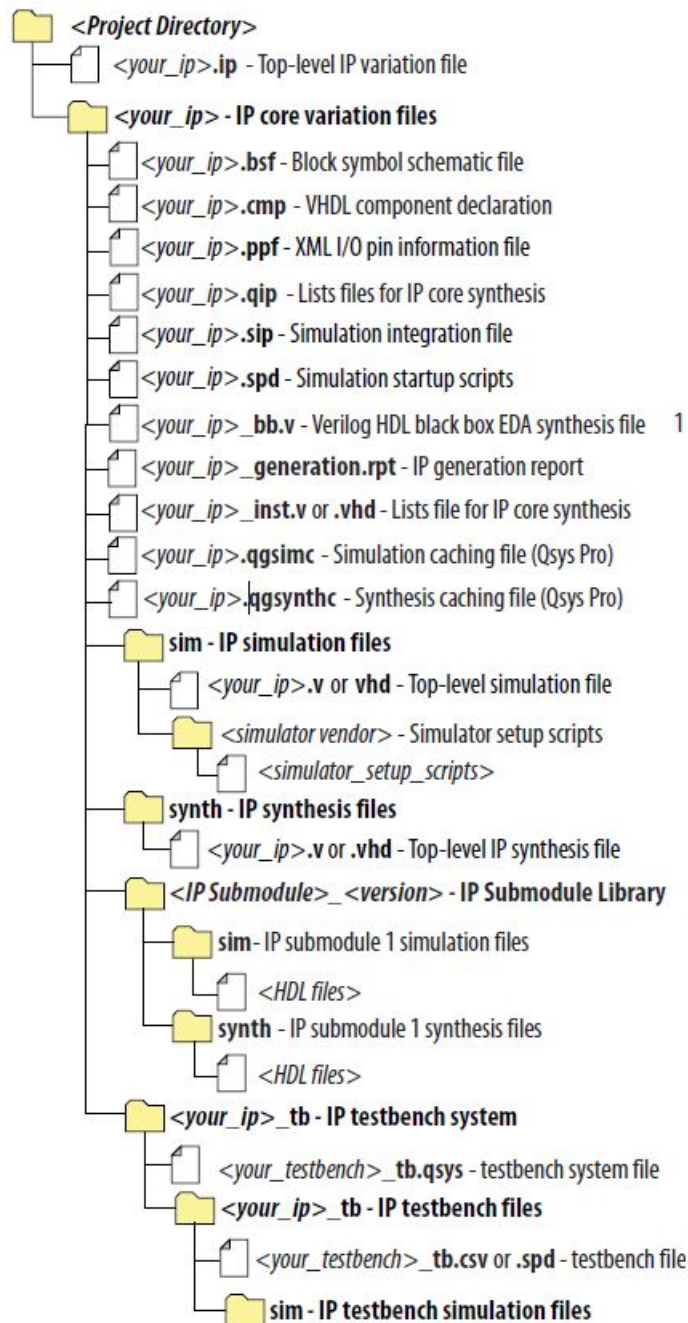 <Project Directory>
<your_ip>.ip - Top-level IP variation file
<your_ip> - IP core variation files
<your_ip>.bsf - Block symbol schematic file
<your_ip>.cmp - VHDL component declaration
<your_ip>.ppf - XML I/O pin information file
<your_ip>.qip - Lists files for IP core synthesis
<your_ip>.sip - Simulation integration file
<your_ip>.spd - Simulation startup scripts
<your_ip>_bb.v - Verilog HDL black box EDA synthesis file 1
<your_ip>_generation.rpt - IP generation report
<your_ip>_inst.v or .vhd - Lists file for IP core synthesis
<your_ip>.qgsimc - Simulation caching file (Qsys Pro)
<your_ip>.qgsynthc - Synthesis caching file (Qsys Pro)
sim - IP simulation files
<your_ip>.v or vhd - Top-level simulation file
<simulator vendor> - Simulator setup scripts
<simulator_setup_scripts>
synth - IP synthesis files
<your_ip>.v or .vhd - Top-level IP synthesis file
<IP Submodule>_<version> - IP Submodule Library
sim- IP submodule 1 simulation files
<HDL files>
synth - IP submodule 1 synthesis files
<HDL files>
<your_ip>_tb - IP testbench system
<your_testbench>_tb.qsys - testbench system file
<your_ip>_tb - IP testbench files
<your_testbench>_tb.csv or .spd - testbench file
sim - IP testbench simulation files